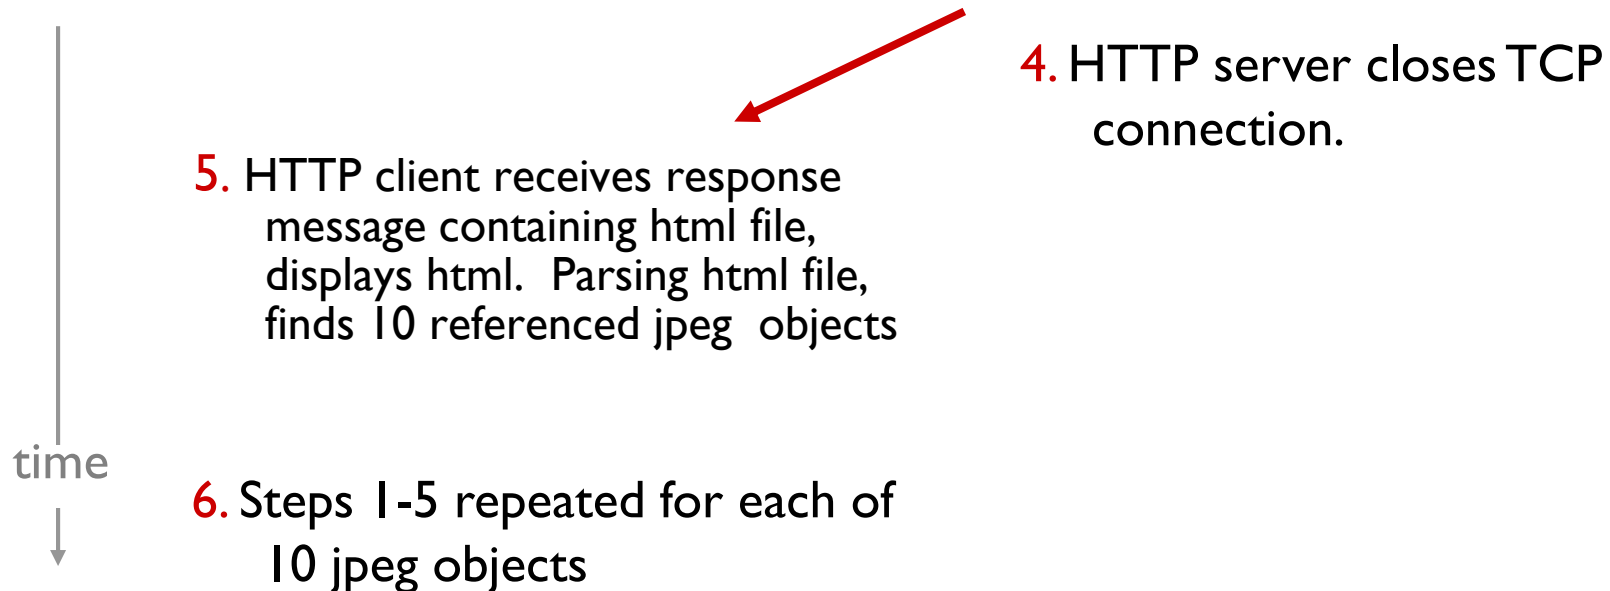 4. HTTP server closes TCP
connection.
5. HTTP client receives response
message containing html file,
displays html.  Parsing html file,
finds 10 referenced jpeg  objects
time
6. Steps 1-5 repeated for each of
10 jpeg objects